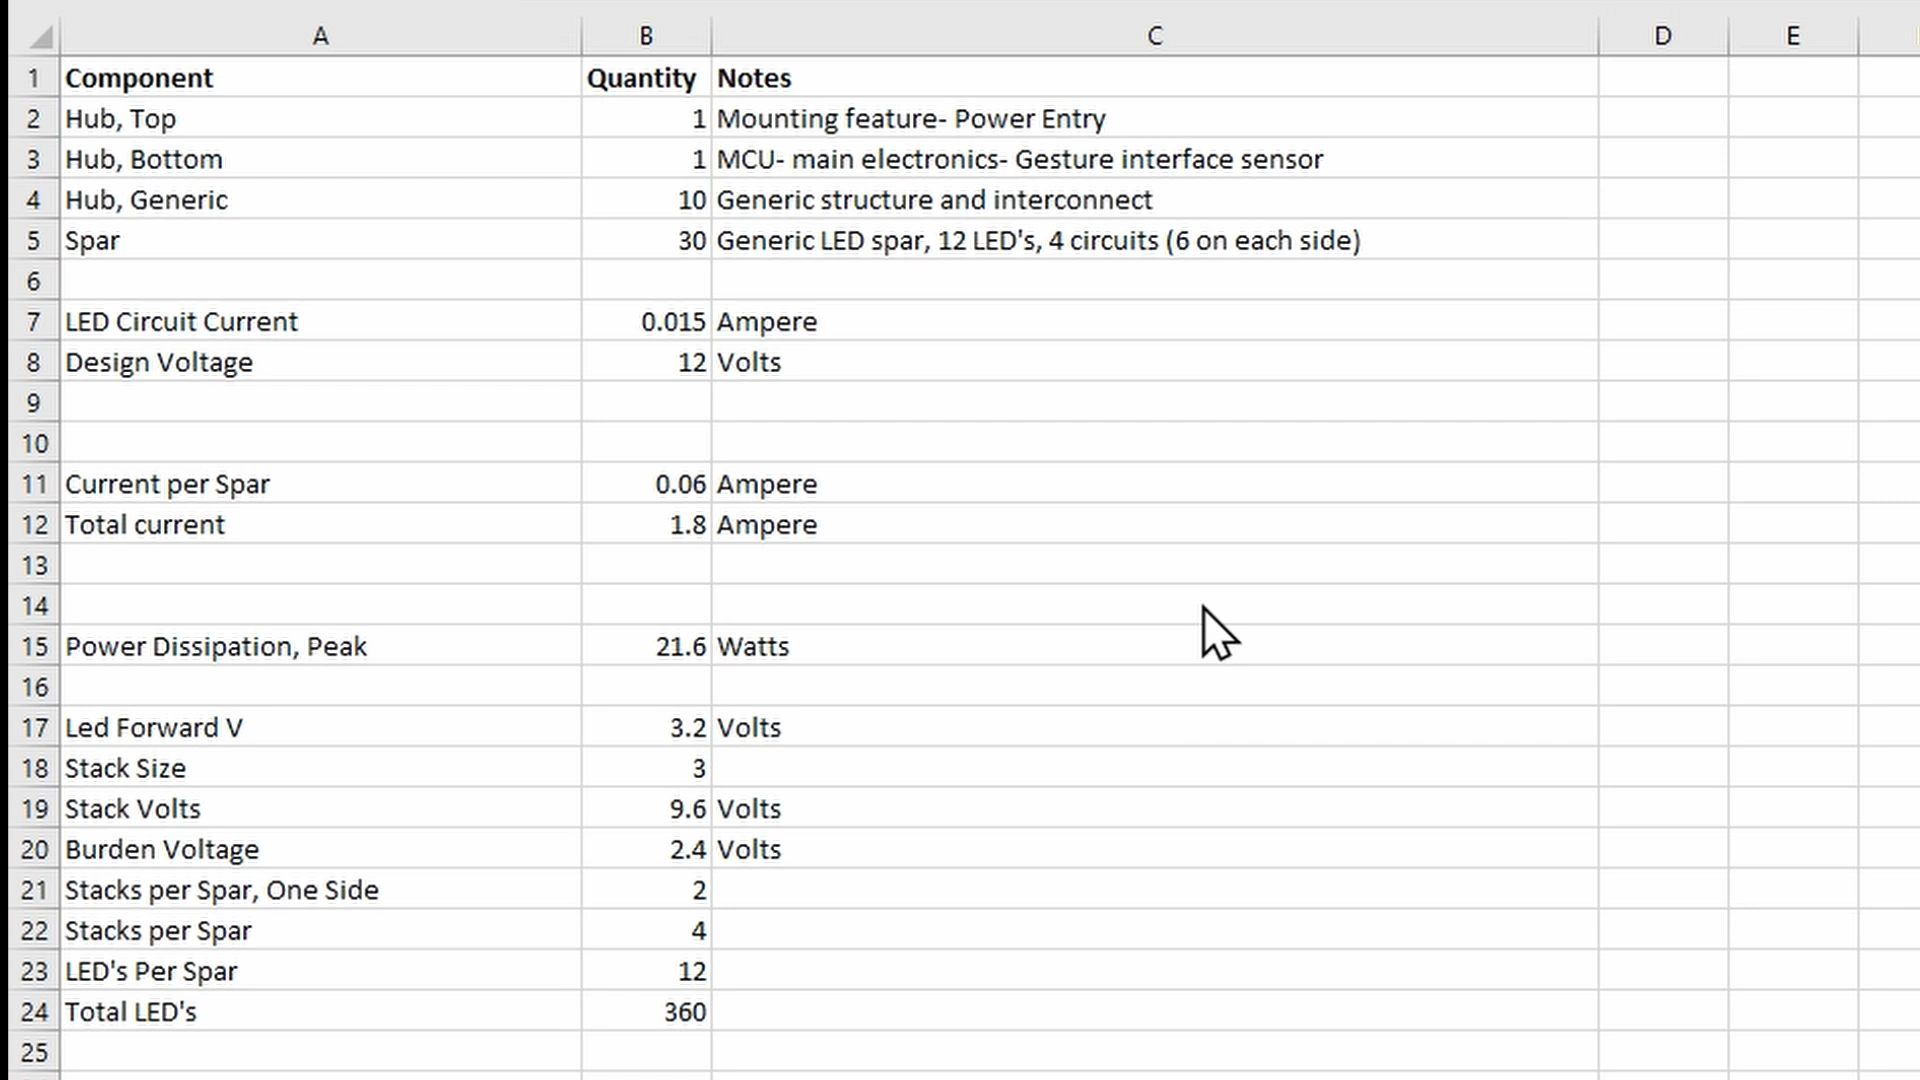 A B C D E
1 Component Quantity Notes
2 Hub, Top 1 Mounting feature- Power Entry
3 Hub, Bottom 1 MCU- main electronics- Gesture interface sensor
4 Hub, Generic 10 Generic structure and interconnect
5 Spar 30 Generic LED spar, 12 LED's, 4 circuits (6 on each side)
6
7 LED Circuit Current 0.015 Ampere
8 Design Voltage 12 Volts
9
10
11 Current per Spar 0.06 Ampere
12 Total current 1.8 Ampere
13
14
15 Power Dissipation, Peak 21.6 Watts
16
17 Led Forward V 3.2 Volts
18 Stack Size 3
19 Stack Volts 9.6 Volts
20 Burden Voltage 2.4 Volts
21 Stacks per Spar, One Side 2
22 Stacks per Spar 4
23 LED's Per Spar 12
24 Total LED's 360
25